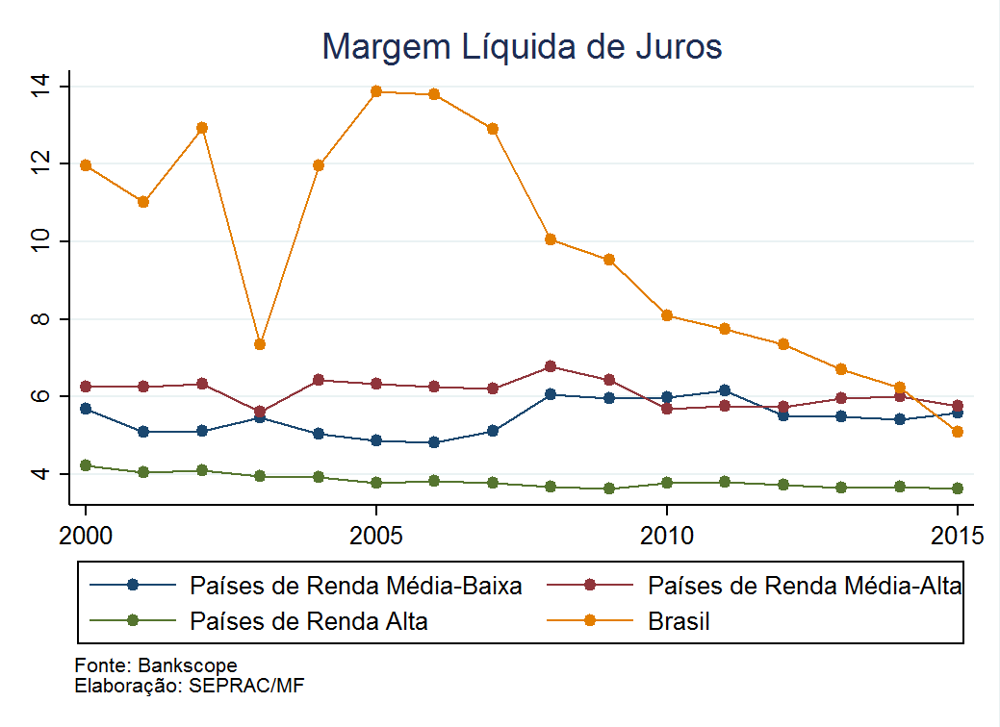 Margem Líquida de Juros
14
12
10
8
6
4
2000 2005 2010 2015
Países de Renda Média-Baixa Países de Renda Média-Alta
Países de Renda Alta Brasil
Fonte: Bankscope
Elaboração: SEPRAC/MF